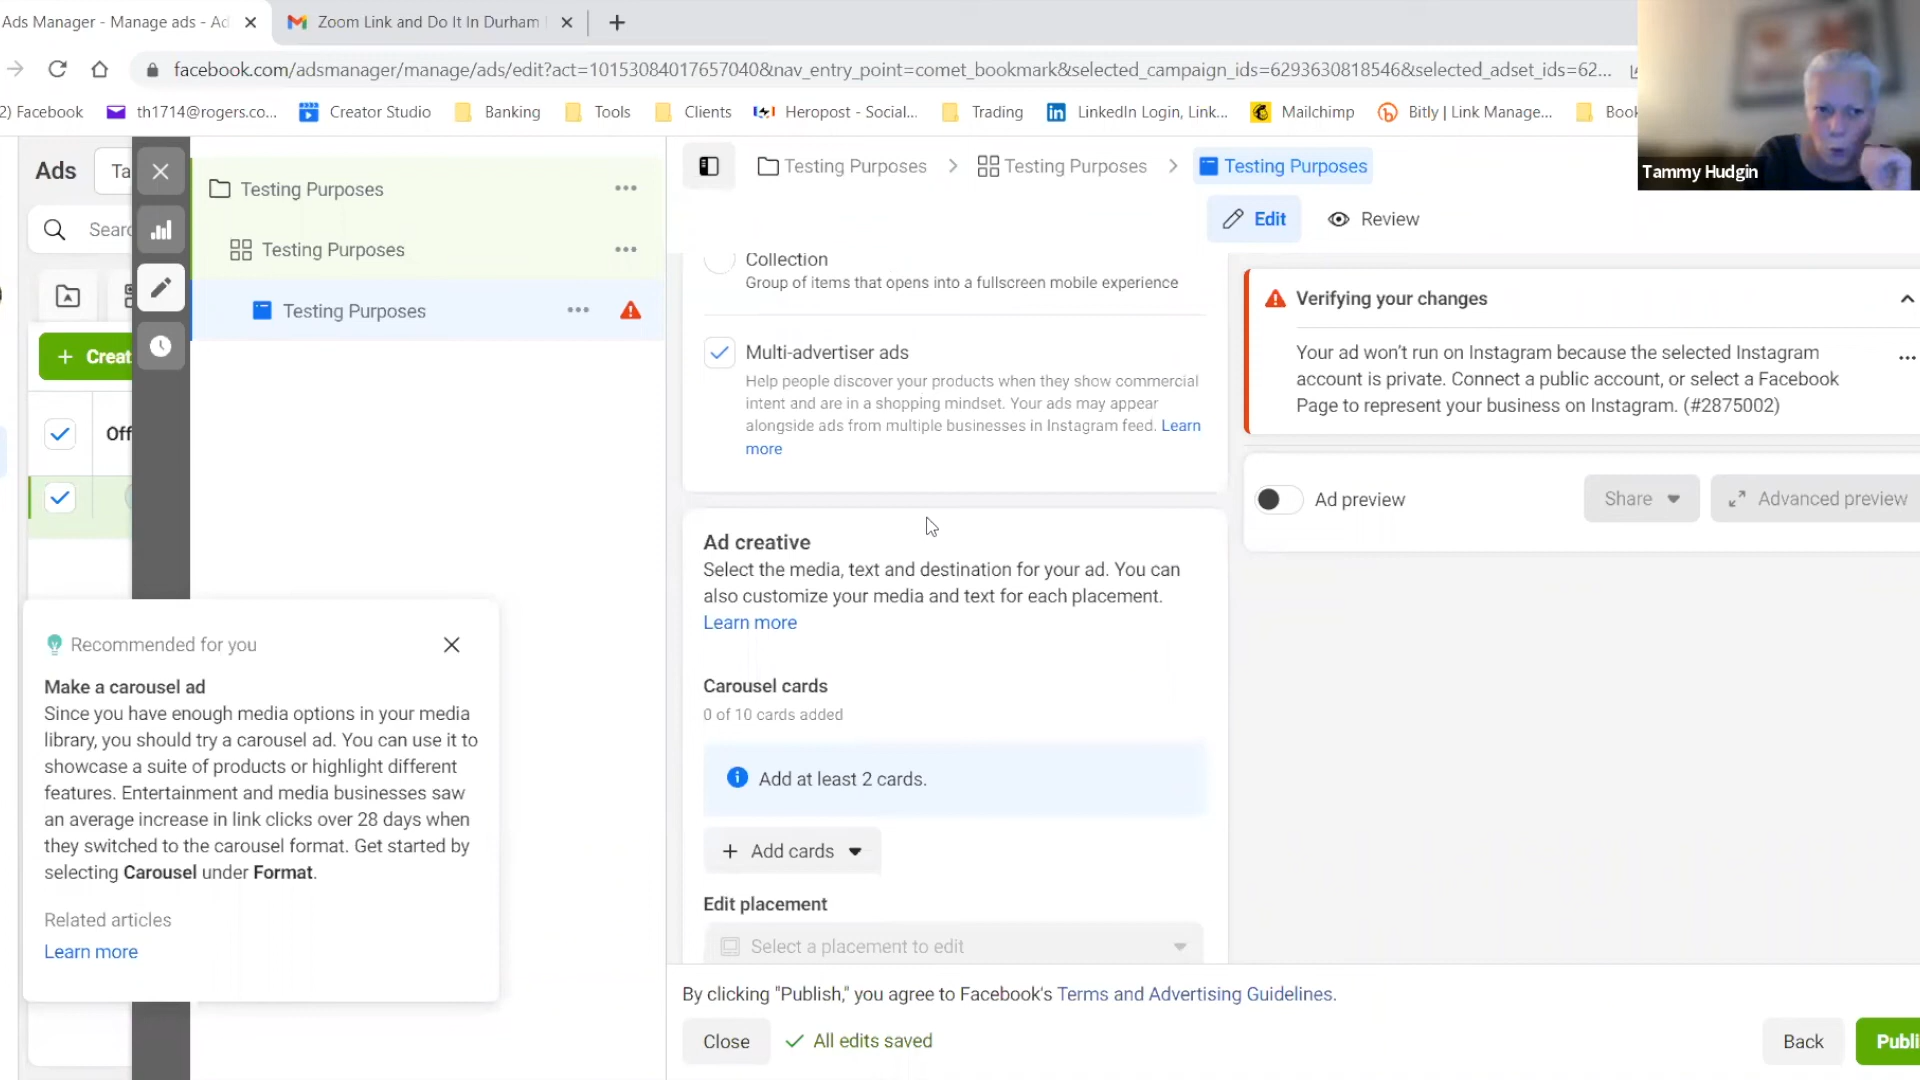 Ads Manager - Manage ads - Ad
Zoom Link and Do It In Durham
facebook.com/adsmanager/manage/ads/edit?act=10153084017657040&nav_entry_point=comet_bookmark&selected_campaign_ids=6293630818546&selected_adset_ids=62...
2) Facebook
th1714@rogers.co...
Creator Studio
Banking
Tools
Clients
Heropost - Social...
Trading
LinkedIn Login, Link...
Mailchimp
Bitly | Link Manage...
Book
Tammy Hudgin
Ads
Ta
Sear
Creat
Off
Testing Purposes
Testing Purposes
Testing Purposes
Testing Purposes
Testing Purposes
Testing Purposes
Edit
Review
Collection
Group of items that opens into a fullscreen mobile experience
Multi-advertiser ads
Help people discover your products when they show commercial
intent and are in a shopping mindset. Your ads may appear
alongside ads from multiple businesses in Instagram feed. Learn
more
Ad creative
Select the media, text and destination for your ad. You can
also customize your media and text for each placement.
Learn more
Carousel cards
0 of 10 cards added
Add at least 2 cards.
Add cards
Edit placement
Select a placement to edit
Verifying your changes
Your ad won't run on Instagram because the selected Instagram
account is private. Connect a public account, or select a Facebook
Page to represent your business on Instagram. (#2875002)
Ad preview
Share
Advanced preview
Recommended for you
Make a carousel ad
Since you have enough media options in your media
library, you should try a carousel ad. You can use it to
showcase a suite of products or highlight different
features. Entertainment and media businesses saw
an average increase in link clicks over 28 days when
they switched to the carousel format. Get started by
selecting Carousel under Format.
Related articles
Learn more
By clicking "Publish," you agree to Facebook's Terms and Advertising Guidelines.
Close
All edits saved
Back
Publi